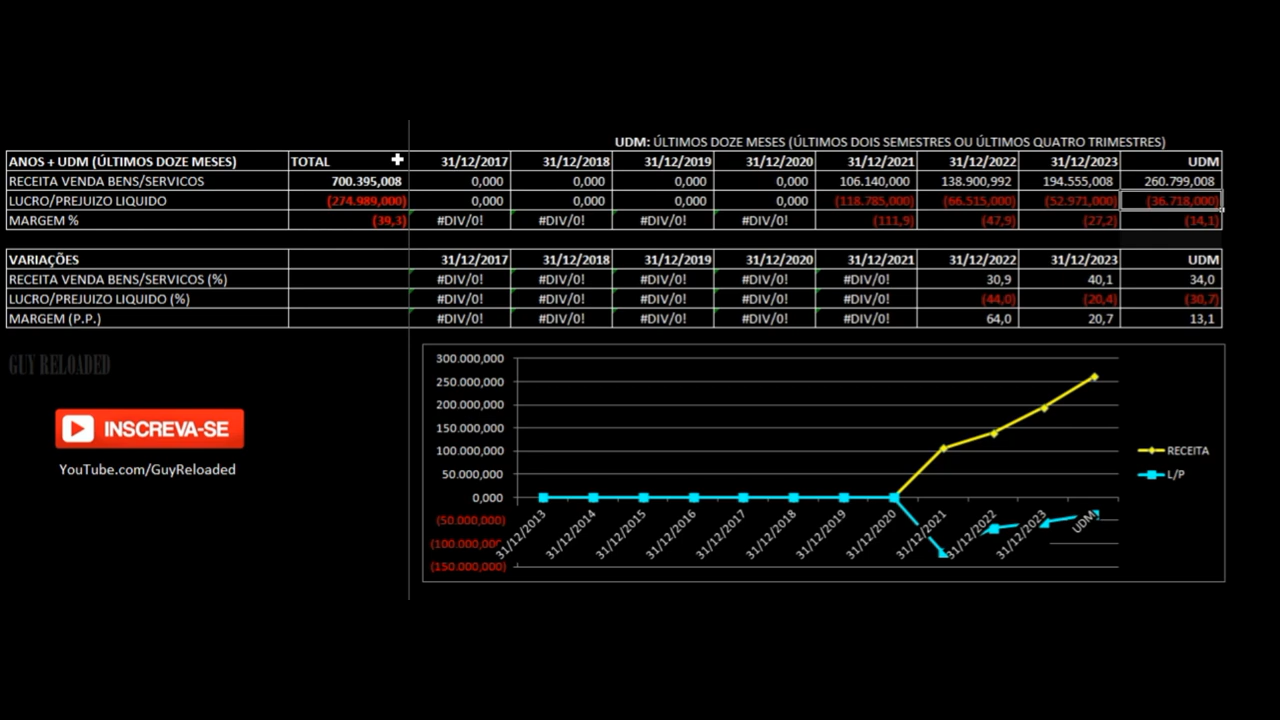 UDM: ÚLTIMOS DOZE MESES (ÚLTIMOS DOIS SEMESTRES OU ÚLTIMOS QUATRO TRIMESTRES)
ANOS + UDM (ÚLTIMOS DOZE MESES) TOTAL 31/12/2017 31/12/2018 31/12/2019 31/12/2020 31/12/2021 31/12/2022 31/12/2023 UDM
RECEITA VENDA BENS/SERVICOS 700.395,008 0,000 0,000 0,000 0,000 106.140,000 138.900,992 194.555,008 260.799,008
LUCRO/PREJUIZO LIQUIDO (274.989,000) 0,000 0,000 0,000 0,000 (118.785,000) (66.515,000) (52.971,000) (36.718,000)
MARGEM % (39,3) #DIV/0! #DIV/0! #DIV/0! #DIV/0! (111,9) (47,9) (27,2) (14,1)
VARIAÇÕES 31/12/2017 31/12/2018 31/12/2019 31/12/2020 31/12/2021 31/12/2022 31/12/2023 UDM
RECEITA VENDA BENS/SERVICOS (%) #DIV/0! #DIV/0! #DIV/0! #DIV/0! #DIV/0! 30,9 40,1 34,0
LUCRO/PREJUIZO LIQUIDO (%) #DIV/0! #DIV/0! #DIV/0! #DIV/0! #DIV/0! (44,0) (20,4) (30,7)
MARGEM (P.P.) #DIV/0! #DIV/0! #DIV/0! #DIV/0! #DIV/0! 64,0 20,7 13,1
GUY RELOADED
INSCREVA-SE
YouTube.com/GuyReloaded
300.000,000
250.000,000
200.000,000
150.000,000
100.000,000
50.000,000
0,000
(50.000,000)
(100.000,000)
(150.000,000)
31/12/2013 31/12/2014 31/12/2015 31/12/2016 31/12/2017 31/12/2018 31/12/2019 31/12/2020 31/12/2021 31/12/2022 31/12/2023 UDM
RECEITA
L/P